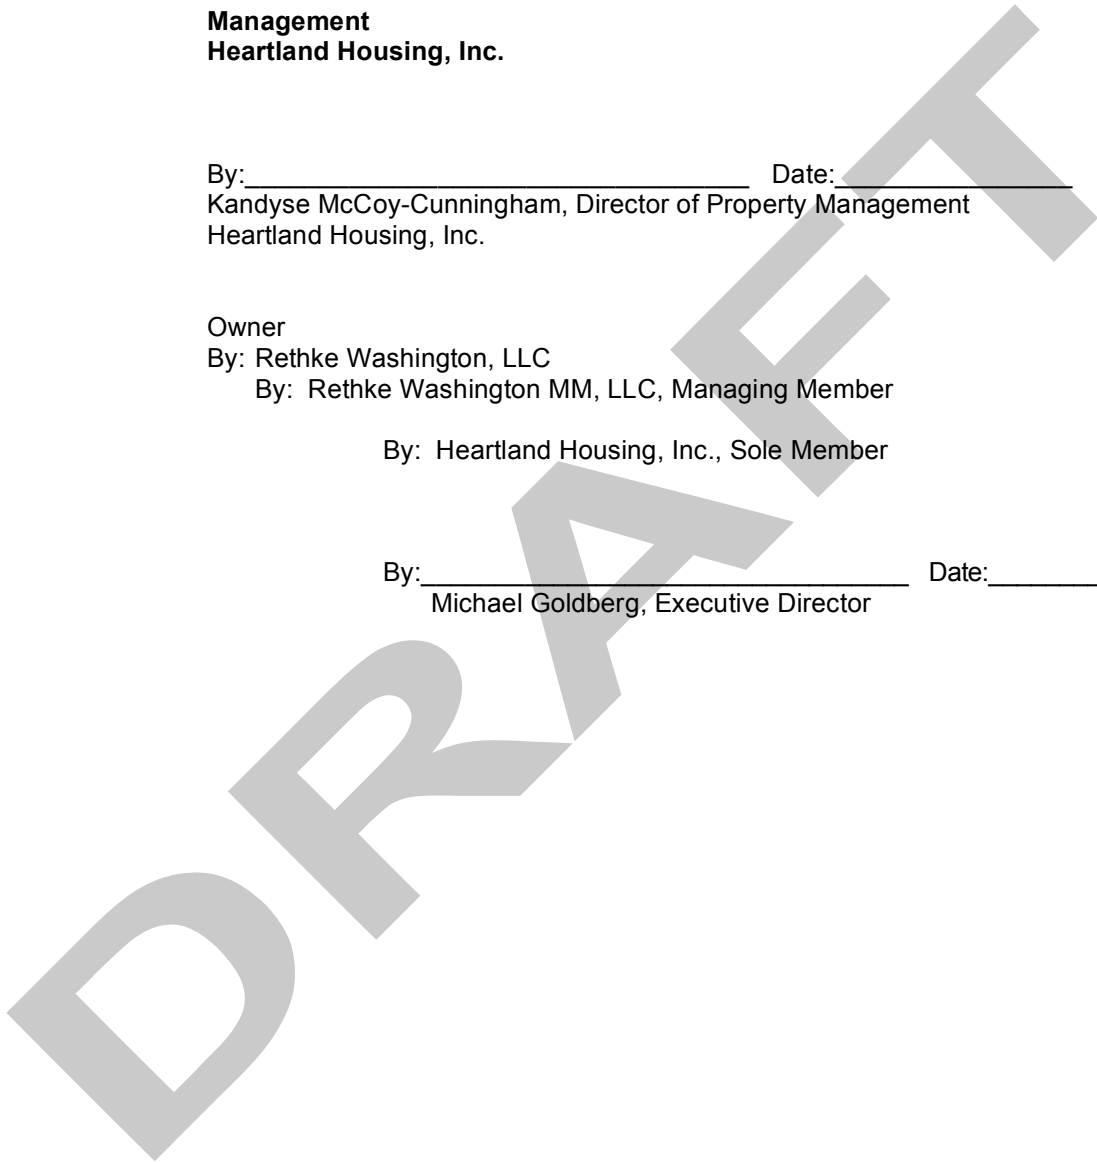 Management
Heartland Housing, Inc.
By:__________________________________ Date:________________
Kandyse McCoy-Cunningham, Director of Property Management
Heartland Housing, Inc.
Owner
By: Rethke Washington, LLC
By: Rethke Washington MM, LLC, Managing Member
By: Heartland Housing, Inc., Sole Member
By:_________________________________ Date:________
Michael Goldberg, Executive Director
DRAFT